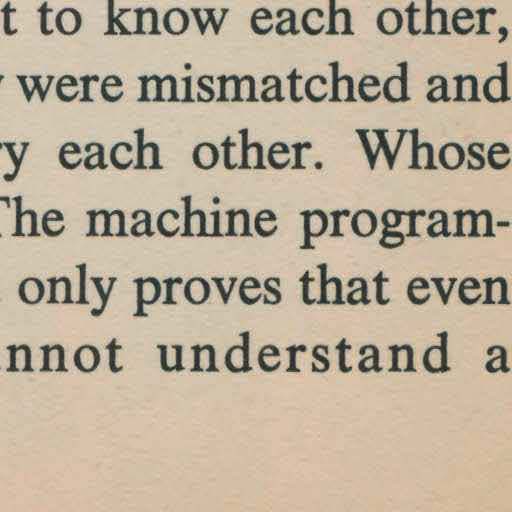 t to know each other,
were mismatched and
ry each other. Whose
The machine program-
only proves that even
nnot understand a